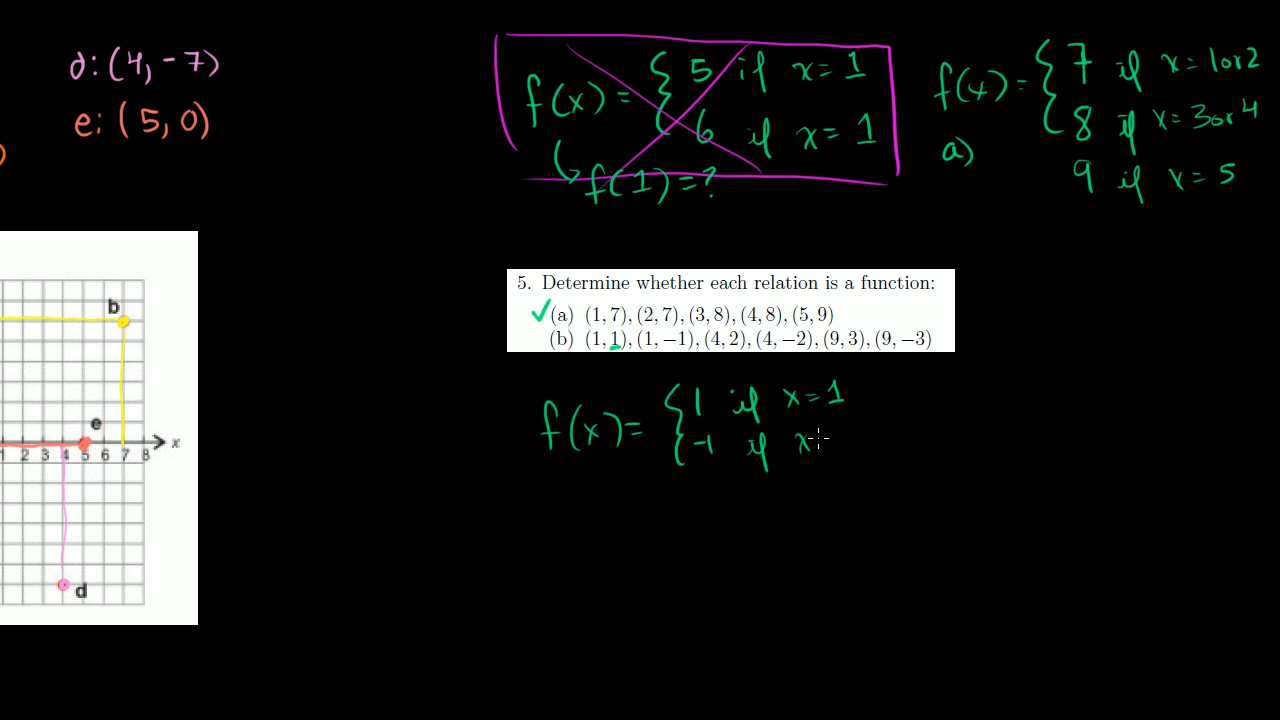 d: (4, -7)
e: (5, 0)
)
f(x) = { 5 if x = 1
6 if x = 1
f(1) = ?
f(x) = { 7 if x = 1 or 2
8 if x = 3 or 4
9 if x = 5
a)
b
e
x
1 2 3 4 5 6 7 8
d
5. Determine whether each relation is a function:
✓(a) (1, 7), (2, 7), (3, 8), (4, 8), (5, 9)
(b) (1, 1), (1, −1), (4, 2), (4, −2), (9, 3), (9, −3)
f(x) = { 1 if x = 1
-1 if x